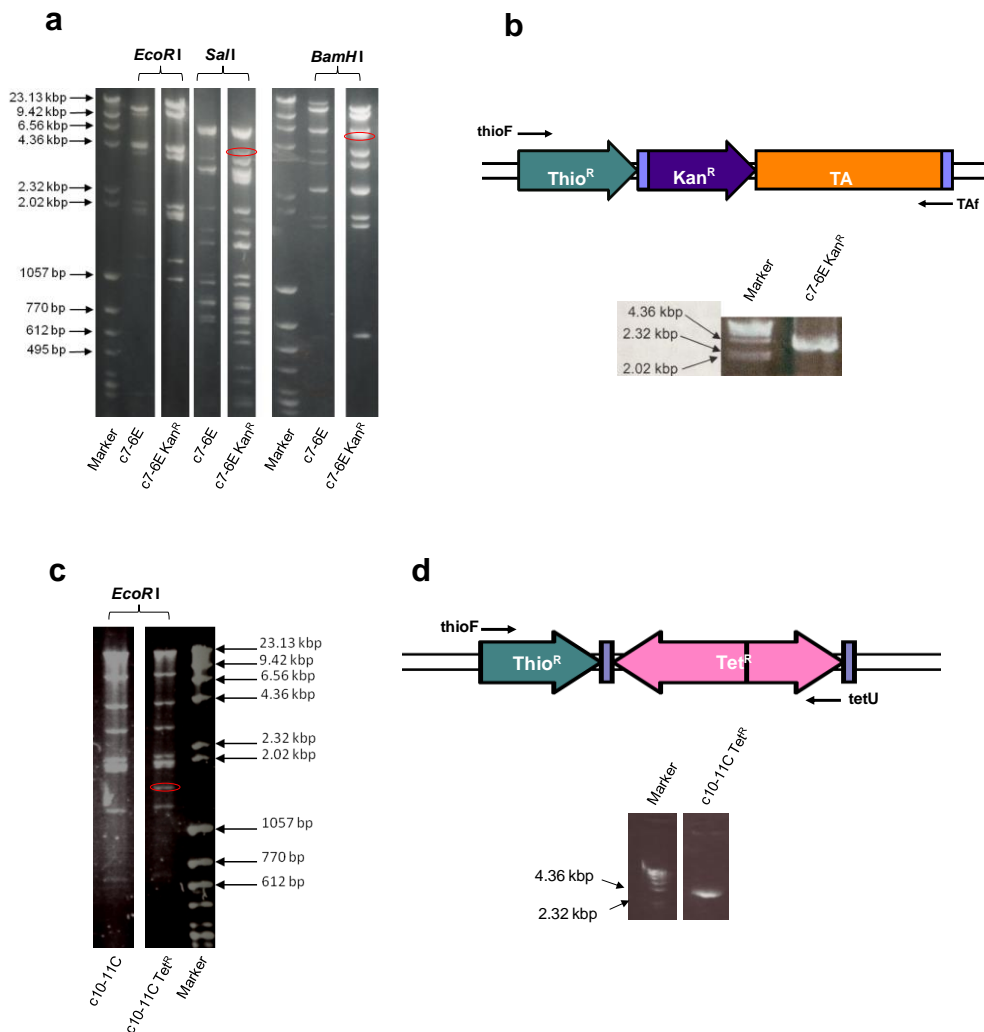 a
EcoR I
Sal I
BamH I
23.13 kbp
9.42 kbp
6.56 kbp
4.36 kbp
2.32 kbp
2.02 kbp
1057 bp
770 bp
612 bp
495 bp
Marker
c7-6E
c7-6E Kanᴿ
c7-6E
c7-6E Kanᴿ
Marker
c7-6E
c7-6E Kanᴿ
b
thioF
Thioᴿ
Kanᴿ
TA
TAf
Marker
c7-6E Kanᴿ
4.36 kbp
2.32 kbp
2.02 kbp
c
EcoR I
23.13 kbp
9.42 kbp
6.56 kbp
4.36 kbp
2.32 kbp
2.02 kbp
1057 bp
770 bp
612 bp
c10-11C
c10-11C Tetᴿ
Marker
d
thioF
Thioᴿ
Tetᴿ
tetU
Marker
c10-11C Tetᴿ
4.36 kbp
2.32 kbp